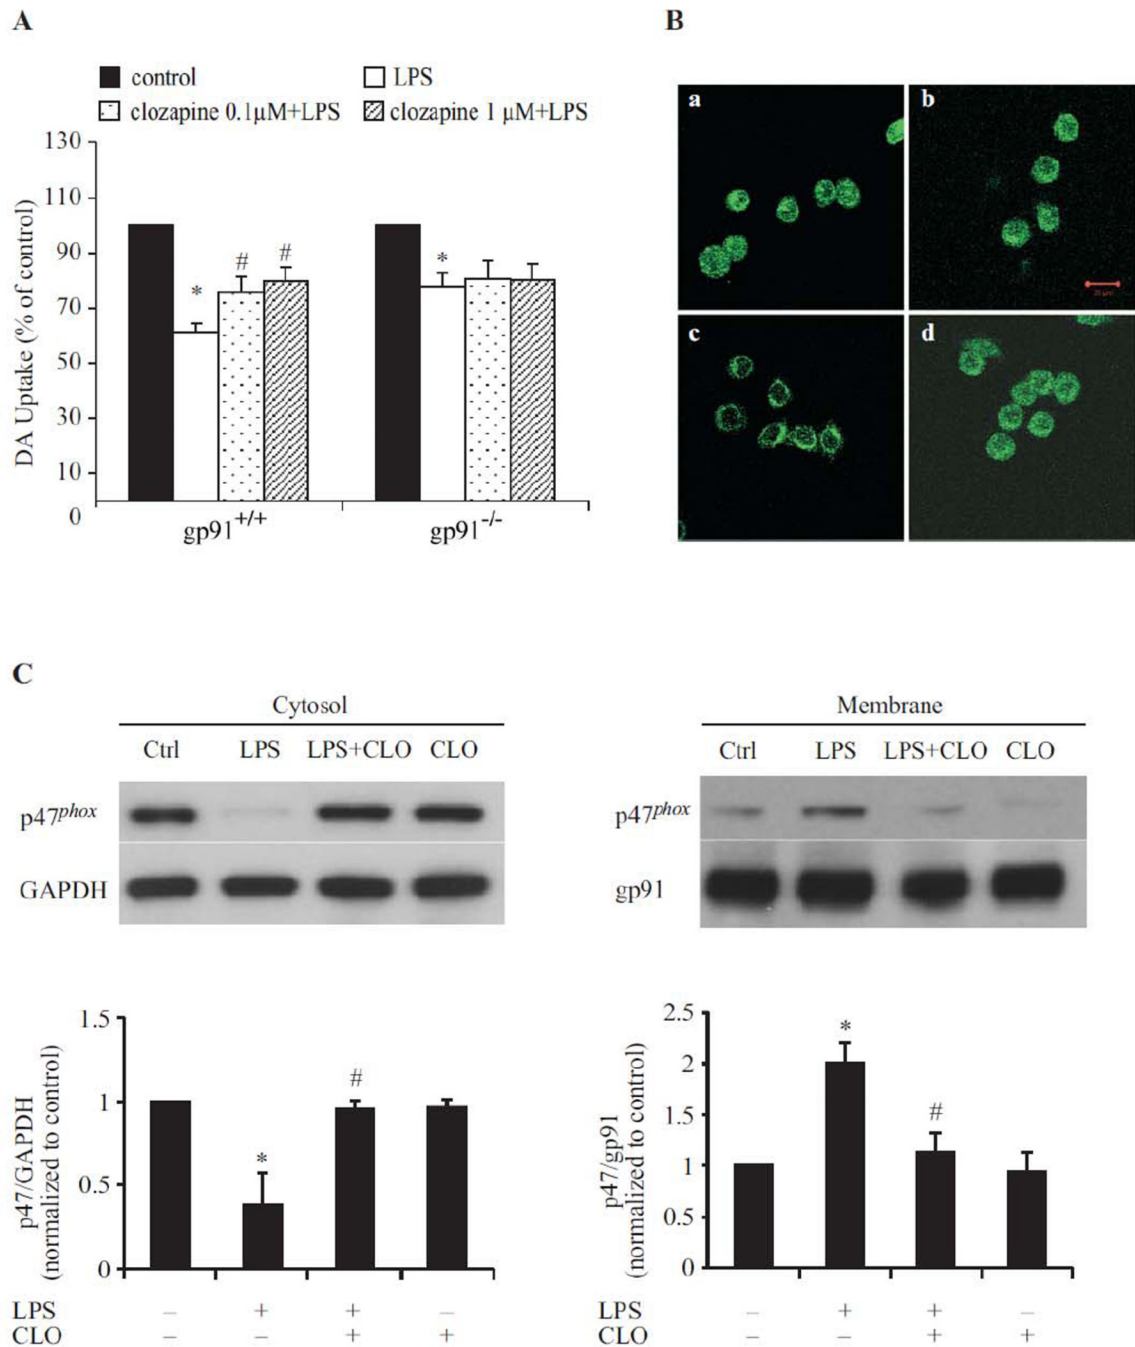 A
B
control
LPS
clozapine 0.1μM+LPS
clozapine 1 μM+LPS
DA Uptake (% of control)
130
110
90
70
50
30
10
0
*
#
#
*
gp91+/+
gp91-/-
a
b
20 μm
c
d
C
Cytosol
Ctrl LPS LPS+CLO CLO
p47phox
GAPDH
Membrane
Ctrl LPS LPS+CLO CLO
p47phox
gp91
p47/GAPDH
(normalized to control)
1.5
1
0.5
0
*
#
LPS – + + –
CLO – – + +
p47/gp91
(normalized to control)
2.5
2
1.5
1
0.5
0
*
#
LPS – + + –
CLO – – + +